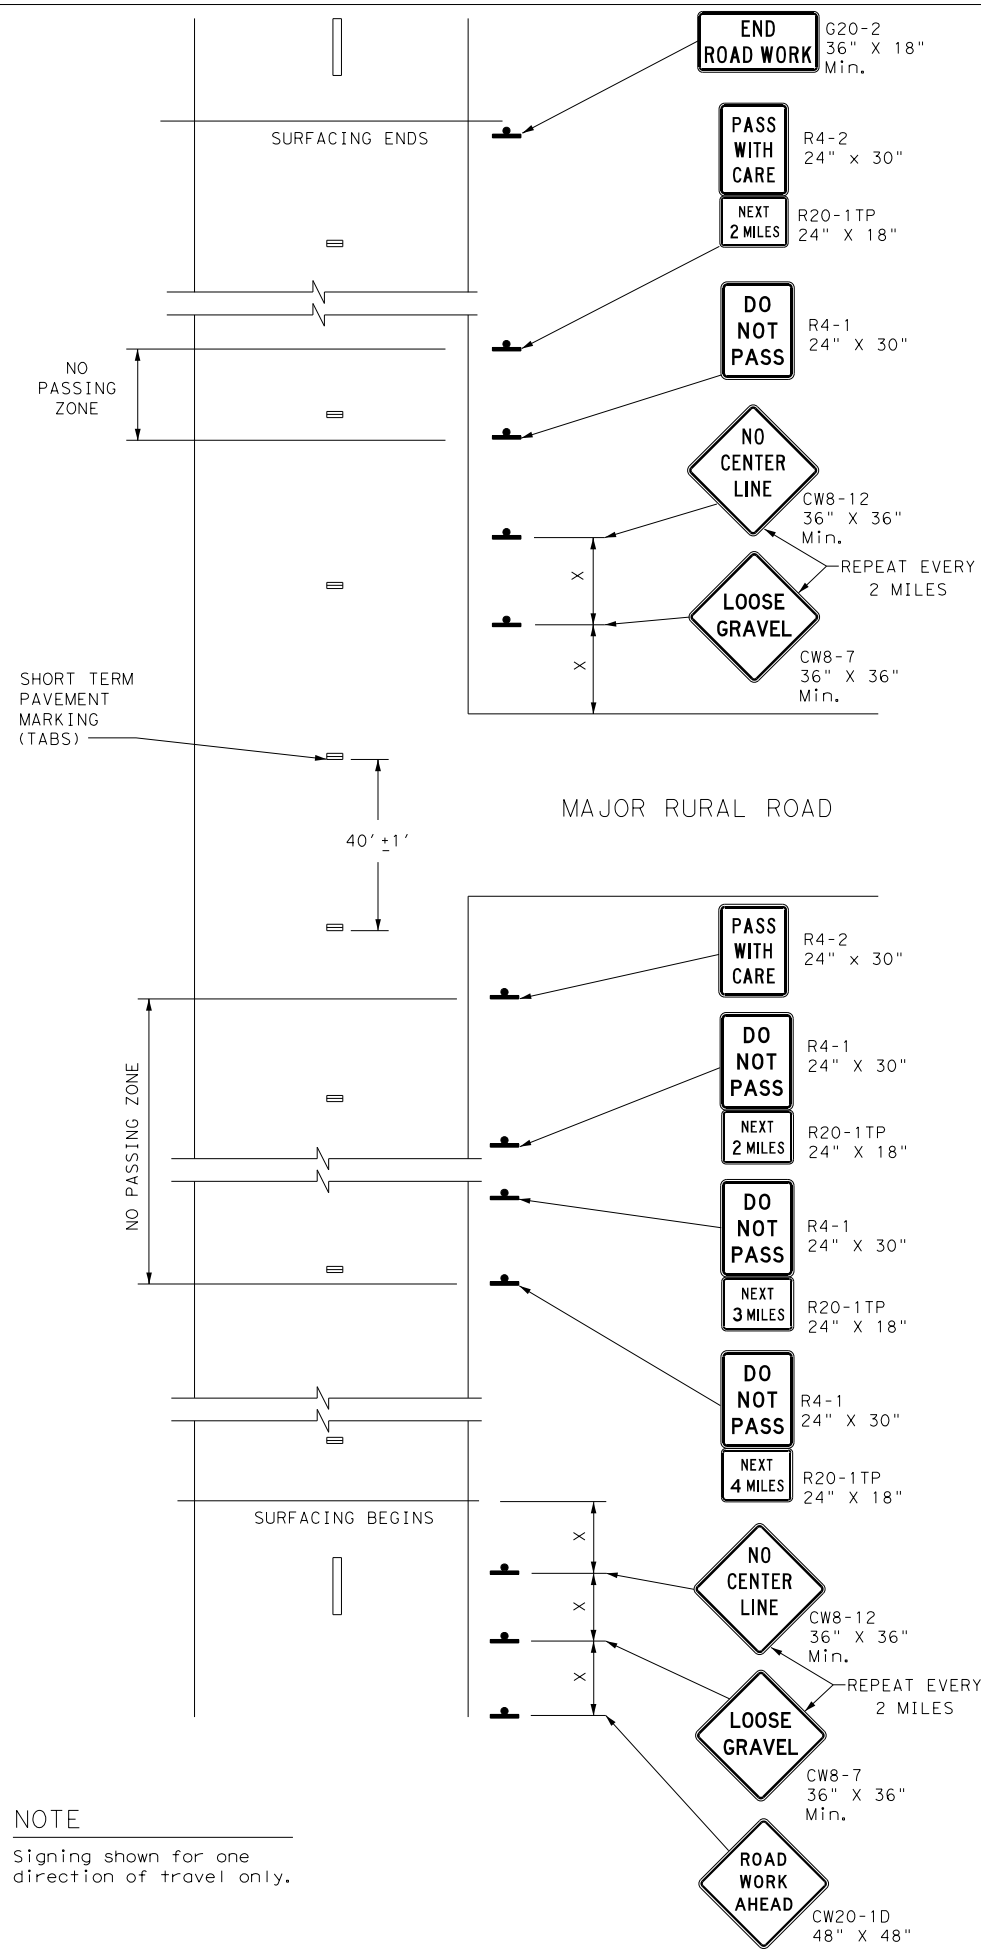 END
ROAD WORK
G20-2
36" X 18"
Min.
SURFACING ENDS
PASS
WITH
CARE
R4-2
24" x 30"
NEXT
2 MILES
R20-1TP
24" X 18"
DO
NOT
PASS
R4-1
24" X 30"
NO
PASSING
ZONE
NO
CENTER
LINE
CW8-12
36" X 36"
Min.
REPEAT EVERY
2 MILES
X
LOOSE
GRAVEL
CW8-7
36" X 36"
Min.
X
SHORT TERM
PAVEMENT
MARKING
(TABS)
MAJOR RURAL ROAD
40' ±1'
PASS
WITH
CARE
R4-2
24" x 30"
DO
NOT
PASS
R4-1
24" X 30"
NEXT
2 MILES
R20-1TP
24" X 18"
NO PASSING ZONE
DO
NOT
PASS
R4-1
24" X 30"
NEXT
3 MILES
R20-1TP
24" X 18"
DO
NOT
PASS
R4-1
24" X 30"
NEXT
4 MILES
R20-1TP
24" X 18"
SURFACING BEGINS
X
NO
CENTER
LINE
CW8-12
36" X 36"
Min.
X
REPEAT EVERY
2 MILES
X
LOOSE
GRAVEL
CW8-7
36" X 36"
Min.
ROAD
WORK
AHEAD
CW20-1D
48" X 48"
NOTE
Signing shown for one
direction of travel only.